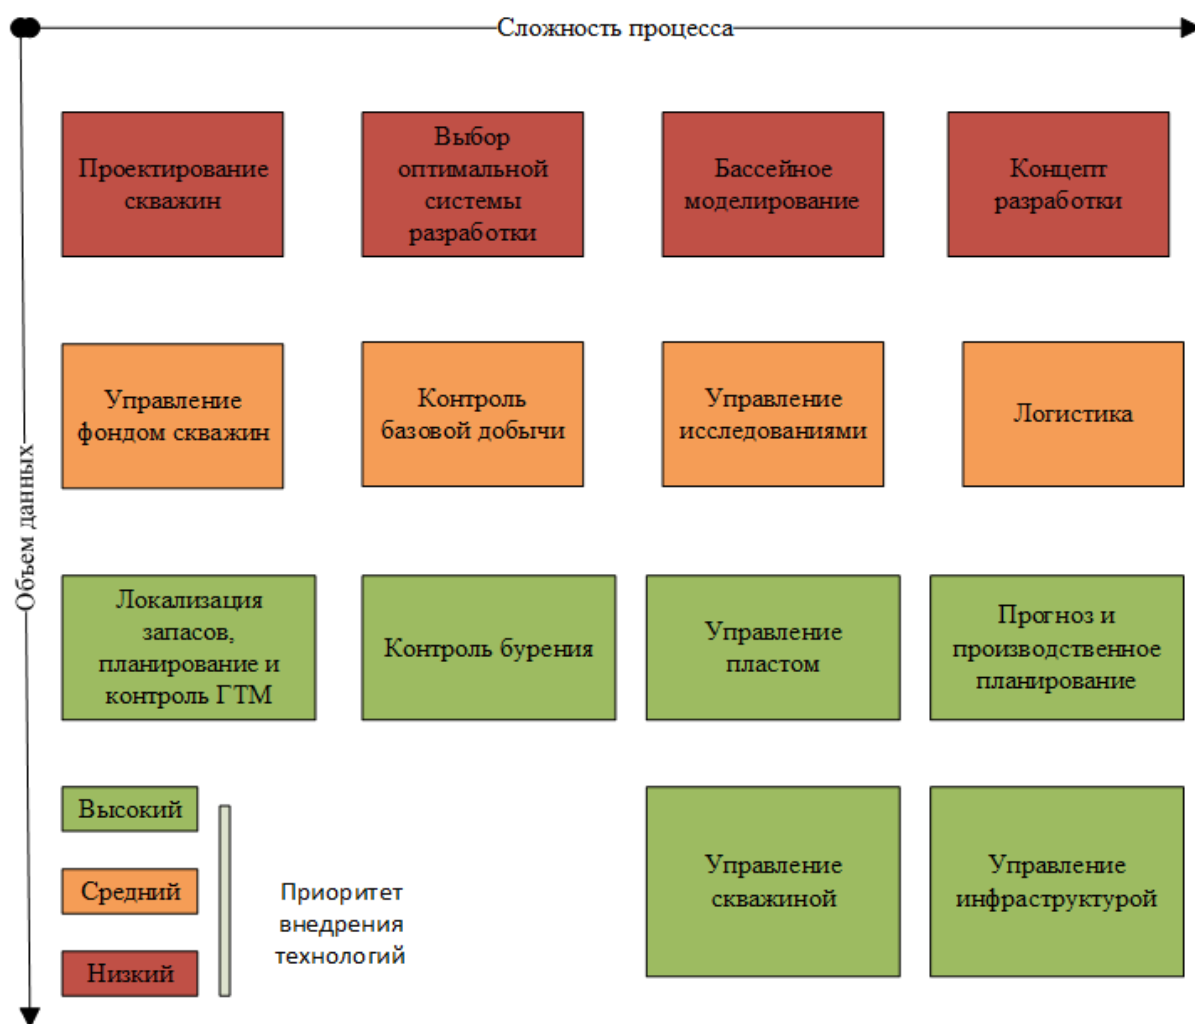 Сложность процесса
Объем данных
Проектирование
скважин
Выбор
оптимальной
системы
разработки
Бассейное
моделирование
Концепт
разработки
Управление
фондом скважин
Контроль
базовой добычи
Управление
исследованиями
Логистика
Локализация
запасов,
планирование и
контроль ГТМ
Контроль бурения
Управление
пластом
Прогноз и
производственное
планирование
Управление
скважиной
Управление
инфраструктурой
Высокий
Средний
Низкий
Приоритет
внедрения
технологий